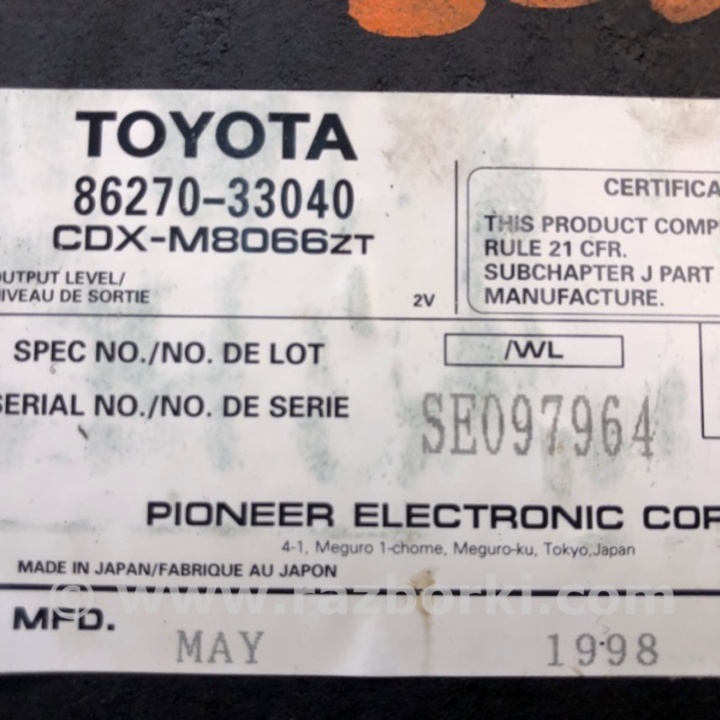 TOYOTA
86270-33040
CDX-M8066ZT
OUTPUT LEVEL/
NIVEAU DE SORTIE
2V
CERTIFICA
THIS PRODUCT COMP
RULE 21 CFR.
SUBCHAPTER J PART
MANUFACTURE.
SPEC NO./NO. DE LOT
/WL
SERIAL NO./NO. DE SERIE
SE097964
PIONEER ELECTRONIC COR
4-1, Meguro 1-chome, Meguro-ku, Tokyo,Japan
MADE IN JAPAN/FABRIQUE AU JAPON
© www.razborki.com
MFD.
MAY
1998